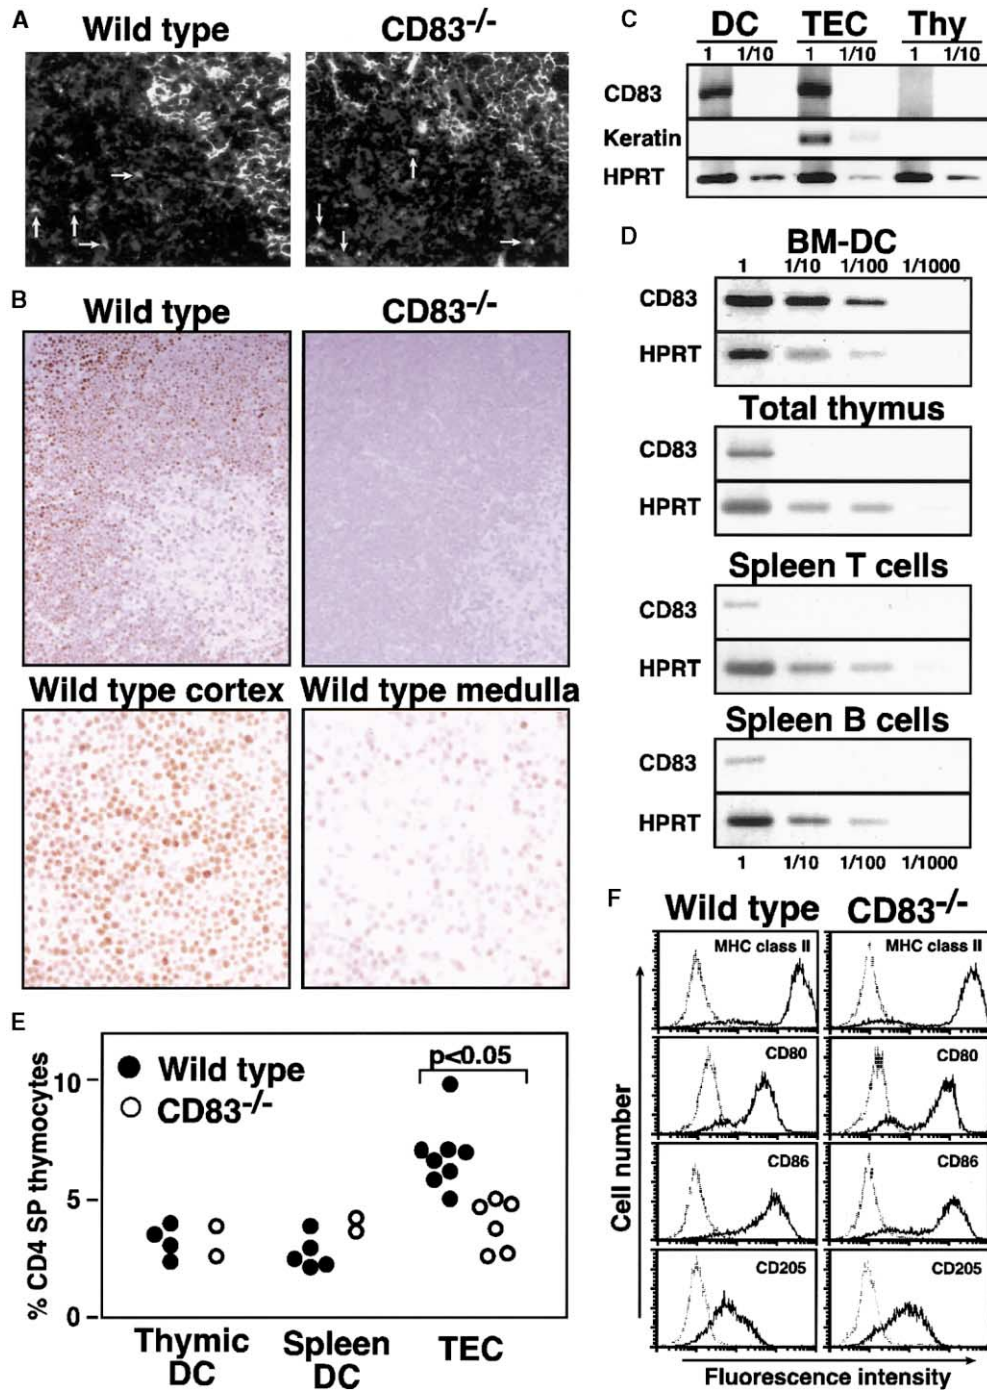 A
Wild type CD83-/-
B
Wild type CD83-/-
Wild type cortex Wild type medulla
C
DC TEC Thy
1 1/10 1 1/10 1 1/10
CD83
Keratin
HPRT
D
BM-DC
1 1/10 1/100 1/1000
CD83
HPRT
Total thymus
CD83
HPRT
Spleen T cells
CD83
HPRT
Spleen B cells
CD83
HPRT
1 1/10 1/100 1/1000
E
% CD4 SP thymocytes
10
5
0
Wild type
CD83-/-
p<0.05
Thymic DC
Spleen DC
TEC
F
Wild type CD83-/-
MHC class II MHC class II
CD80 CD80
CD86 CD86
CD205 CD205
Cell number
Fluorescence intensity